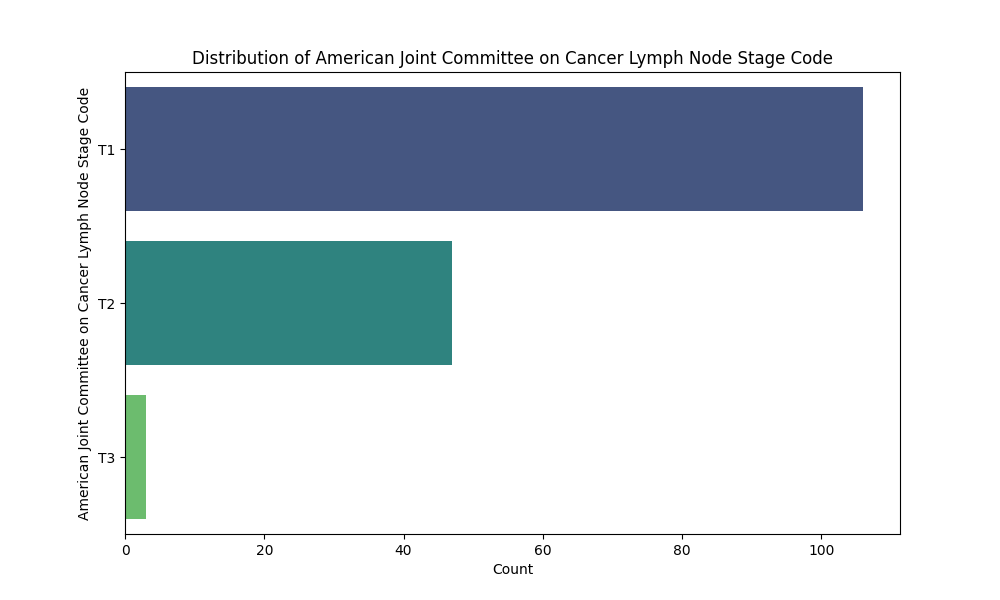 Distribution of American Joint Committee on Cancer Lymph Node Stage Code
American Joint Committee on Cancer Lymph Node Stage Code
T1
T2
T3
0 20 40 60 80 100
Count